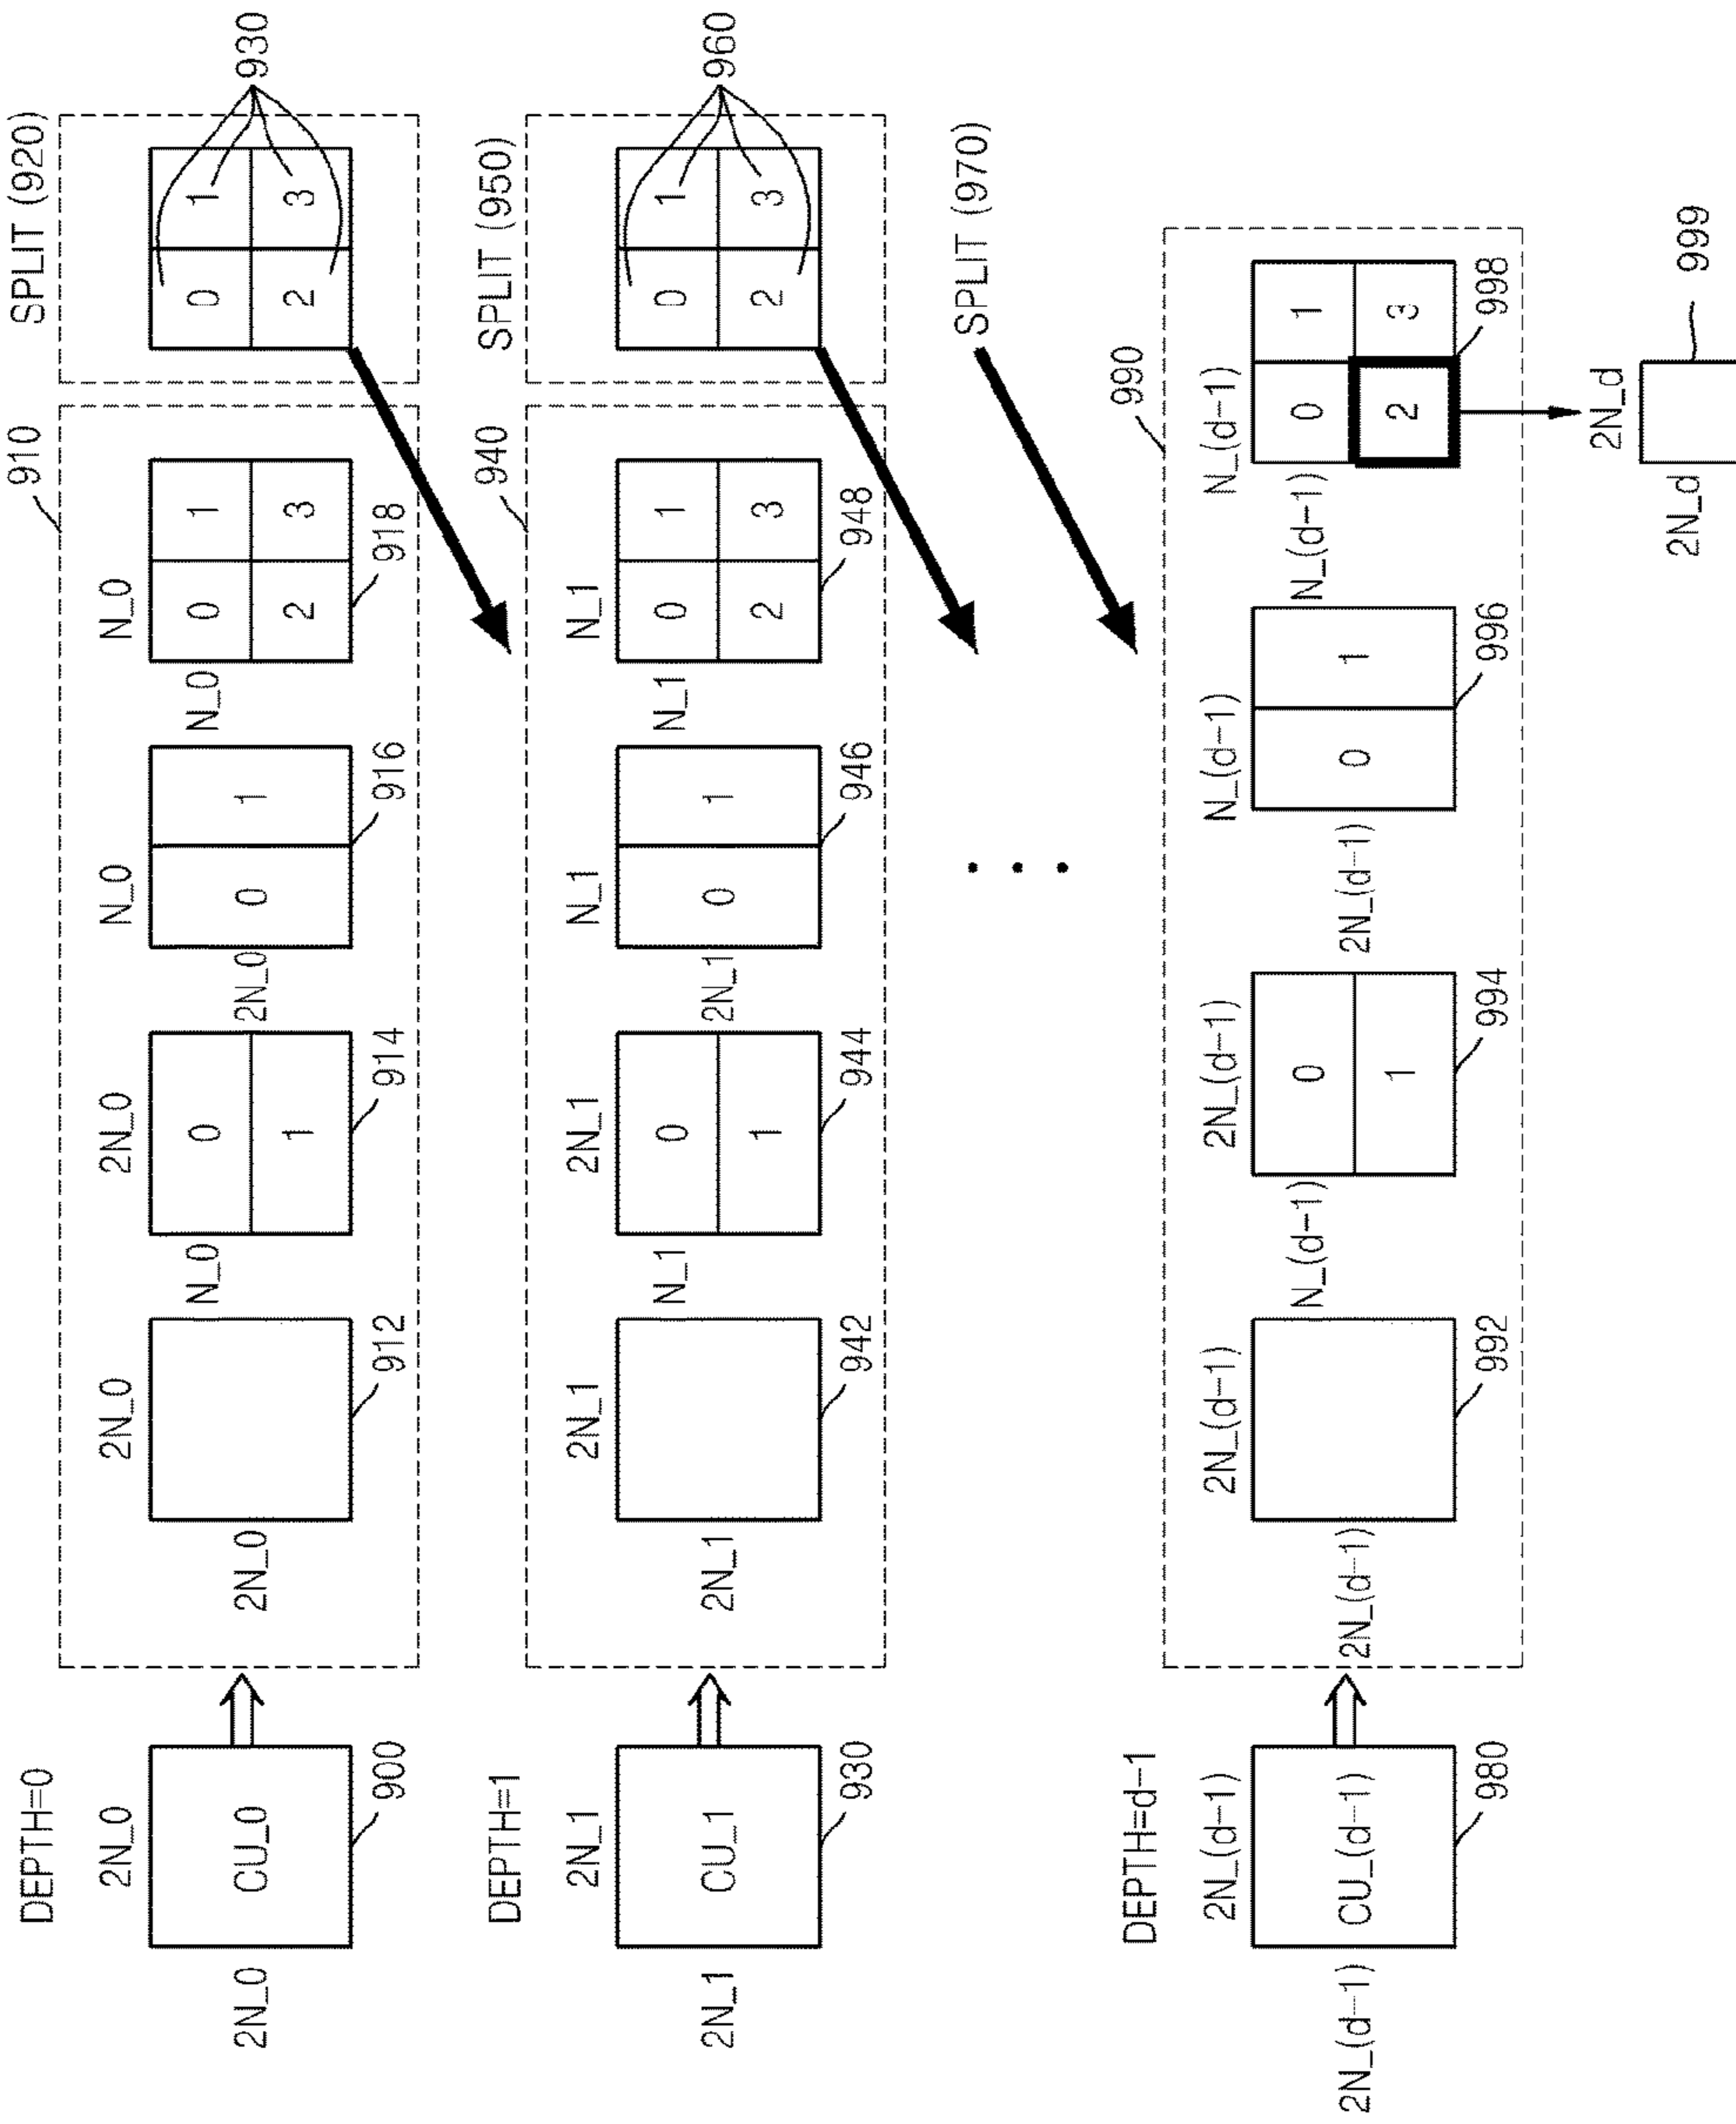 DEPTH=0
2N_0
2N_0
CU_0
900
910
2N_0
2N_0
912
2N_0
N_0
0
1
914
N_0
2N_0
0
1
916
N_0
N_0
0
1
2
3
918
SPLIT (920)
0
1
2
3
930
DEPTH=1
2N_1
2N_1
CU_1
930
940
2N_1
2N_1
942
2N_1
N_1
0
1
944
N_1
2N_1
0
1
946
N_1
N_1
0
1
2
3
948
SPLIT (950)
0
1
2
3
960
SPLIT (970)
DEPTH=d-1
2N_(d-1)
2N_(d-1)
CU_(d-1)
980
990
2N_(d-1)
2N_(d-1)
992
2N_(d-1)
N_(d-1)
0
1
994
N_(d-1)
2N_(d-1)
0
1
996
N_(d-1)
N_(d-1)
0
1
2
3
998
2N_d
2N_d
999